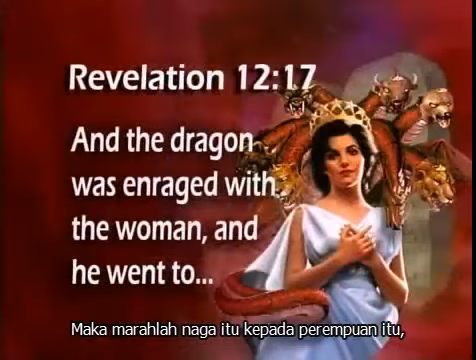 Revelation 12:17
And the dragon
was enraged with
the woman, and
he went to...
Maka marahlah naga itu kepada perempuan itu,